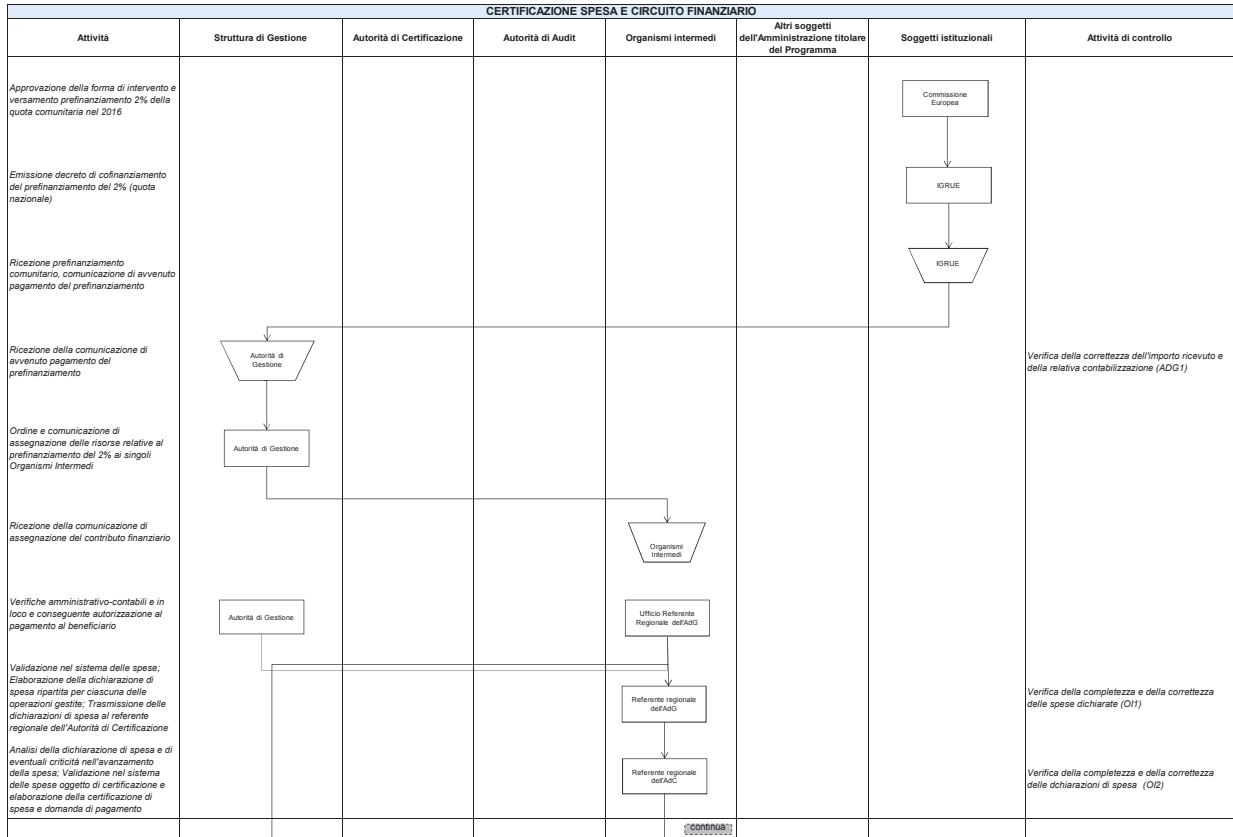 CERTIFICAZIONE SPESA E CIRCUITO FINANZIARIO
Attività
Struttura di Gestione
Autorità di Certificazione
Autorità di Audit
Organismi intermedi
Altri soggetti
dell'Amministrazione titolare
del Programma
Soggetti istituzionali
Attività di controllo
Approvazione della forma di intervento e
versamento prefinanziamento 2% della
quota comunitaria nel 2016
Commissione
Europea
Emissione decreto di cofinanziamento
del prefinanziamento del 2% (quota
nazionale)
IGRUE
Ricezione prefinanziamento
comunitario, comunicazione di avvenuto
pagamento del prefinanziamento
IGRUE
Ricezione della comunicazione di
avvenuto pagamento del
prefinanziamento
Autorità di
Gestione
Verifica della correttezza dell'importo ricevuto e
della relativa contabilizzazione (ADG1)
Ordine e comunicazione di
assegnazione delle risorse relative al
prefinanziamento del 2% ai singoli
Organismi Intermedi
Autorità di Gestione
Ricezione della comunicazione di
assegnazione del contributo finanziario
Organismi
Intermedi
Verifiche amministrativo-contabili e in
loco e conseguente autorizzazione al
pagamento al beneficiario
Autorità di Gestione
Ufficio Referente
Regionale dell'AdG
Validazione nel sistema delle spese;
Elaborazione della dichiarazione di
spesa ripartita per ciascuna delle
operazioni gestite; Trasmissione delle
dichiarazioni di spesa al referente
regionale dell'Autorità di Certificazione
Referente regionale
dell'AdG
Verifica della completezza e della correttezza
delle spese dichiarate (OI1)
Analisi della dichiarazione di spesa e di
eventuali criticità nell'avanzamento
della spesa; Validazione nel sistema
delle spese oggetto di certificazione e
elaborazione della certificazione di
spesa e domanda di pagamento
Referente regionale
dell'AdC
Verifica della completezza e della correttezza
delle dchiarazioni di spesa (OI2)
continua